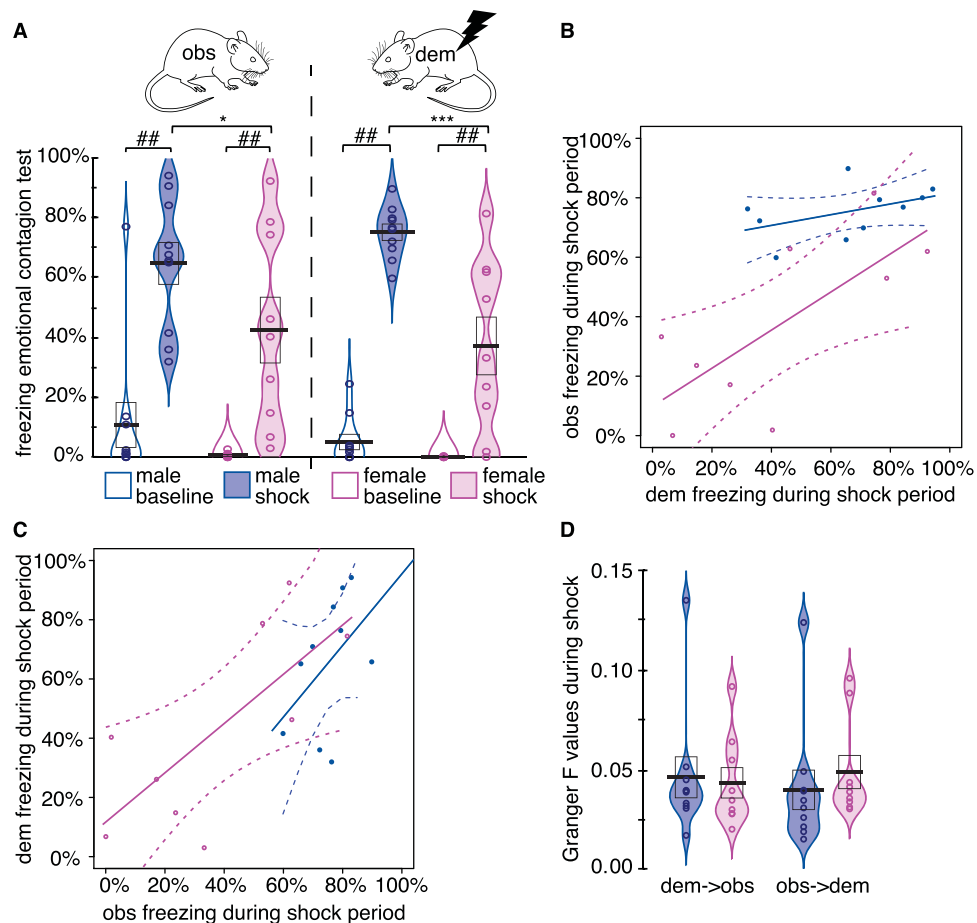 A
obs
dem
*
***
##
##
##
##
freezing emotional contagion test
100%
80%
60%
40%
20%
0%
male baseline
male shock
female baseline
female shock
B
obs freezing during shock period
100%
80%
60%
40%
20%
0%
0% 20% 40% 60% 80% 100%
dem freezing during shock period
C
dem freezing during shock period
100%
80%
60%
40%
20%
0%
0% 20% 40% 60% 80% 100%
obs freezing during shock period
D
Granger F values during shock
0.15
0.10
0.05
0.00
dem->obs obs->dem